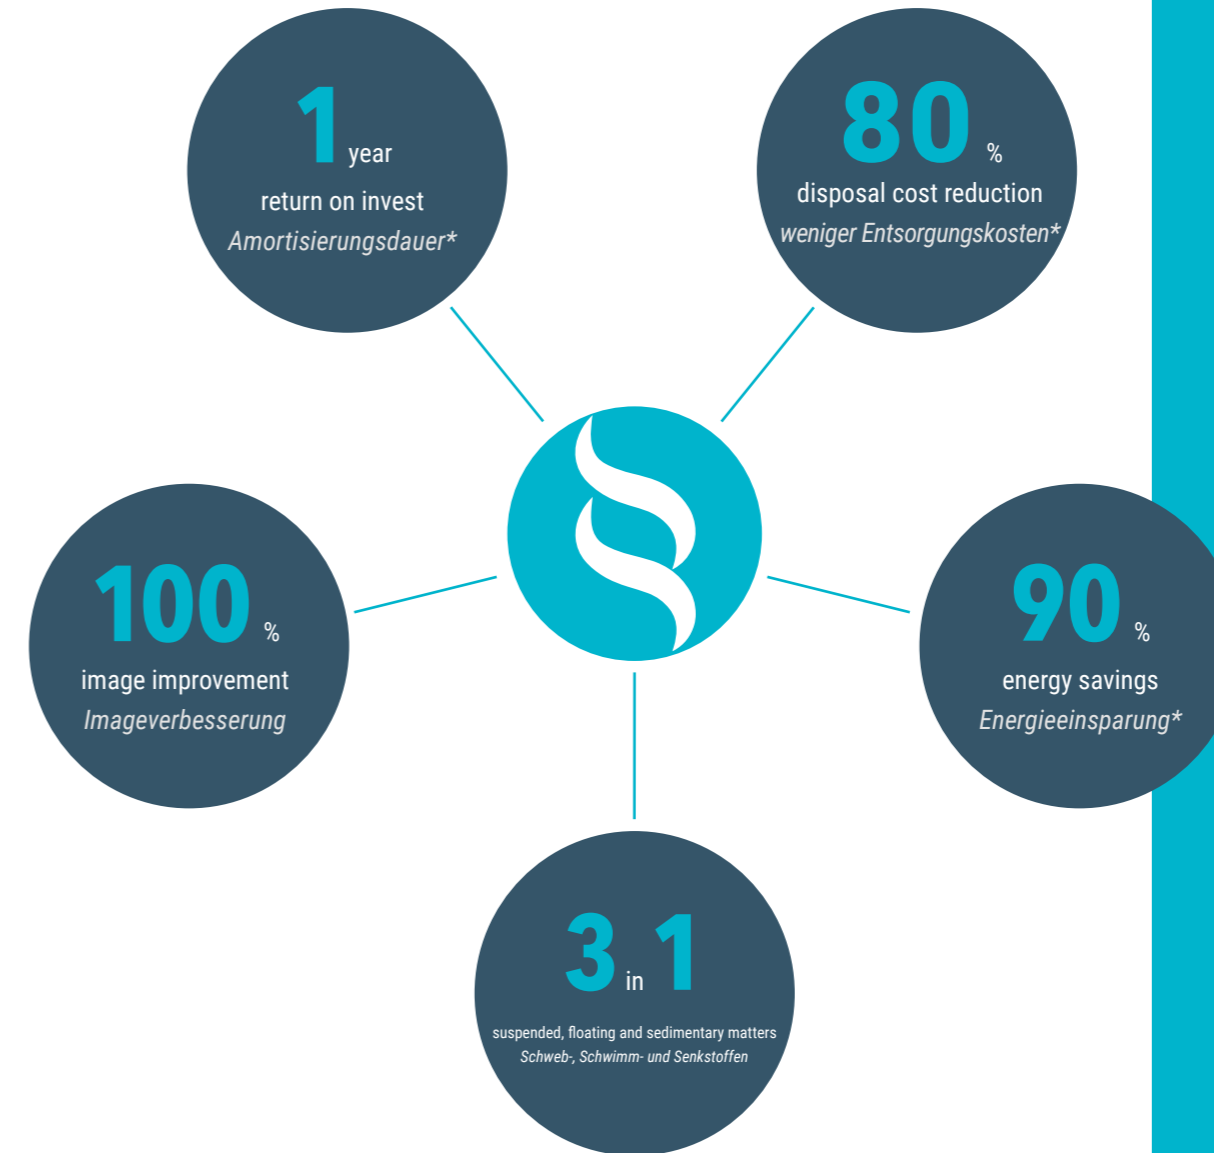 1 year
return on invest
Amortisierungsdauer*
80 %
disposal cost reduction
weniger Entsorgungskosten*
100 %
image improvement
Imageverbesserung
90 %
energy savings
Energieeinsparung*
3 in 1
suspended, floating and sedimentary matters
Schweb-, Schwimm- und Senkstoffen